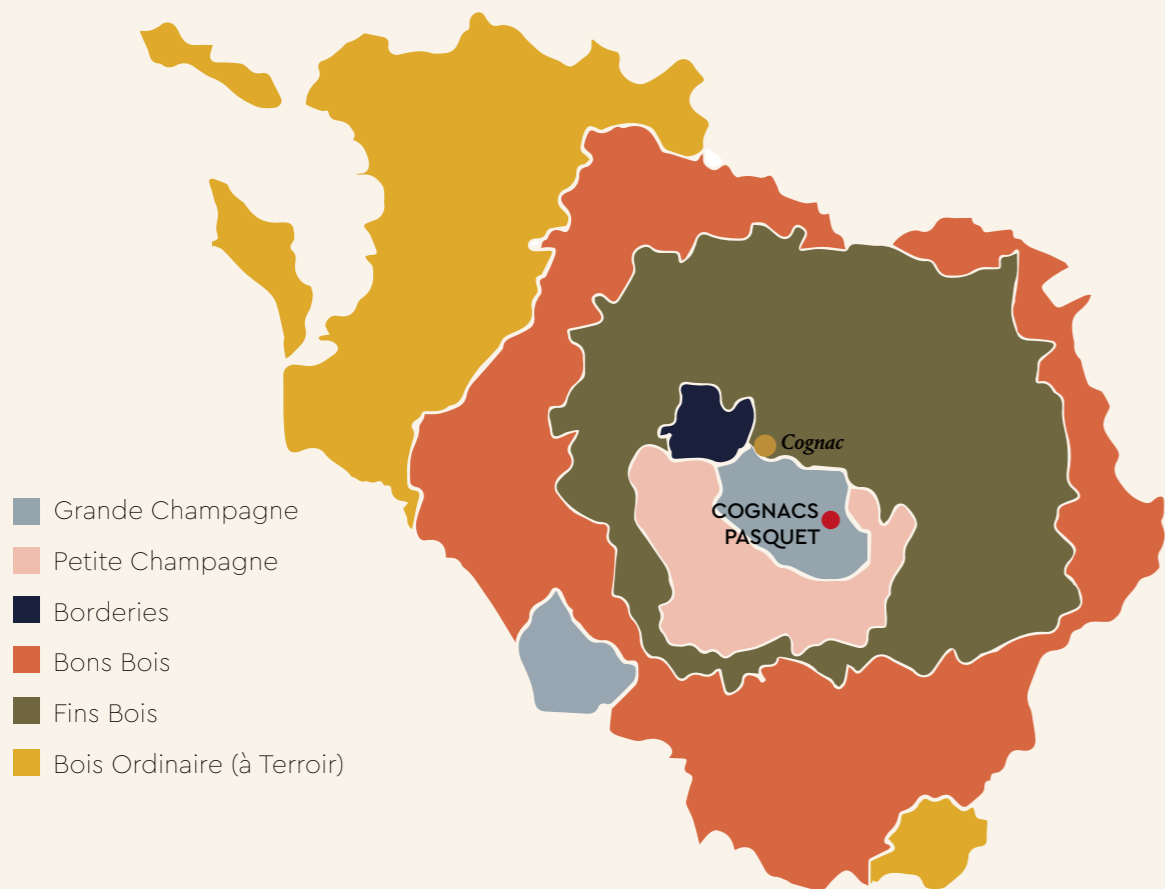 Cognac
COGNACS
PASQUET
Grande Champagne
Petite Champagne
Borderies
Bons Bois
Fins Bois
Bois Ordinaire (à Terroir)